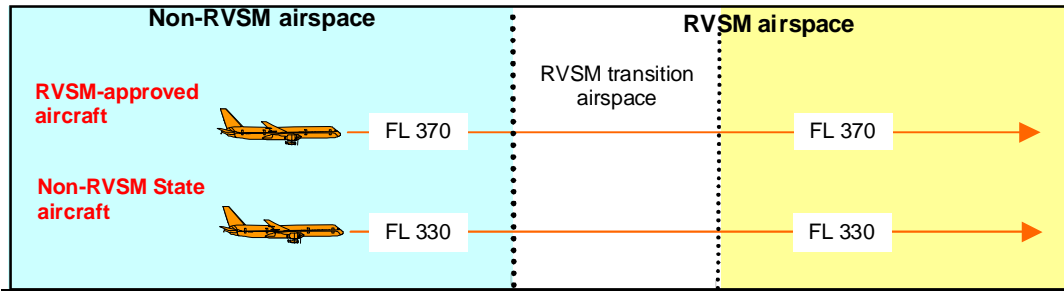 Non-RVSM airspace
RVSM airspace
RVSM transition
airspace
RVSM-approved
aircraft
FL 370
FL 370
Non-RVSM State
aircraft
FL 330
FL 330